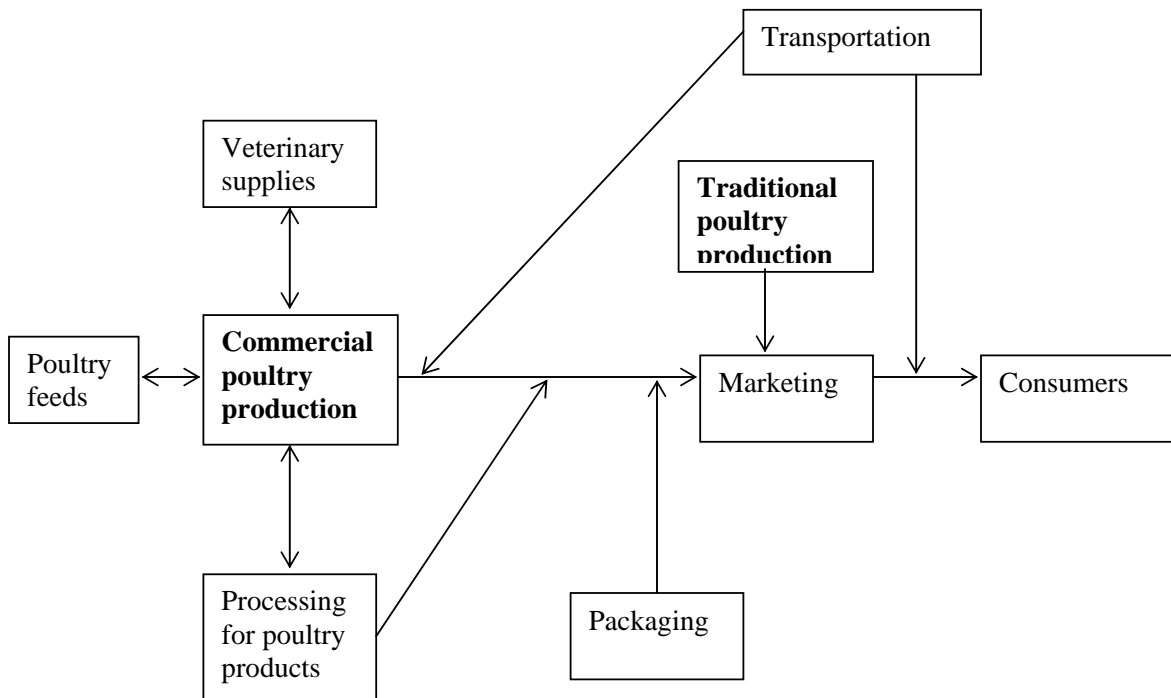 Transportation
Veterinary
supplies
Traditional
poultry
production
Poultry
feeds
Commercial
poultry
production
Marketing
Consumers
Processing
for poultry
products
Packaging